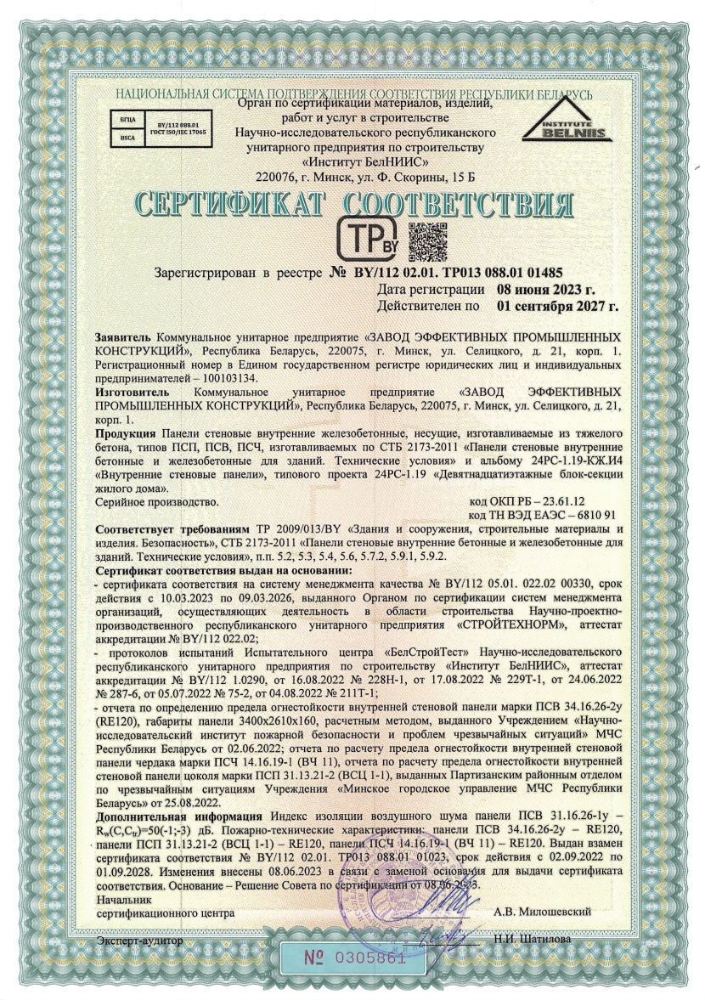 НАЦИОНАЛЬНАЯ СИСТЕМА ПОДТВЕРЖДЕНИЯ СООТВЕТСТВИЯ РЕСПУБЛИКИ БЕЛАРУСЬ
БГЦА
BSCA
BY/112 088.01
ГОСТ ISO/IEC 17065
Орган по сертификации материалов, изделий,
работ и услуг в строительстве
Научно-исследовательского республиканского
унитарного предприятия по строительству
«Институт БелНИИС»
220076, г. Минск, ул. Ф. Скорины, 15 Б
INSTITUTE
BELNIIS
СЕРТИФИКАТ СООТВЕТСТВИЯ
ТР BY
Зарегистрирован в реестре № BY/112 02.01. ТР013 088.01 01485
Дата регистрации 08 июня 2023 г.
Действителен по 01 сентября 2027 г.
Заявитель Коммунальное унитарное предприятие «ЗАВОД ЭФФЕКТИВНЫХ ПРОМЫШЛЕННЫХ
КОНСТРУКЦИЙ», Республика Беларусь, 220075, г. Минск, ул. Селицкого, д. 21, корп. 1.
Регистрационный номер в Едином государственном регистре юридических лиц и индивидуальных
предпринимателей – 100103134.
Изготовитель Коммунальное унитарное предприятие «ЗАВОД ЭФФЕКТИВНЫХ
ПРОМЫШЛЕННЫХ КОНСТРУКЦИЙ», Республика Беларусь, 220075, г. Минск, ул. Селицкого, д. 21,
корп. 1.
Продукция Панели стеновые внутренние железобетонные, несущие, изготавливаемые из тяжелого
бетона, типов ПСП, ПСВ, ПСЧ, изготавливаемых по СТБ 2173-2011 «Панели стеновые внутренние
бетонные и железобетонные для зданий. Технические условия» и альбому 24РС-1.19-КЖ.И4
«Внутренние стеновые панели», типового проекта 24РС-1.19 «Девятнадцатиэтажные блок-секции
жилого дома».
Серийное производство. код ОКП РБ – 23.61.12
код ТН ВЭД ЕАЭС – 6810 91
Соответствует требованиям ТР 2009/013/BY «Здания и сооружения, строительные материалы и
изделия. Безопасность», СТБ 2173-2011 «Панели стеновые внутренние бетонные и железобетонные для
зданий. Технические условия», п.п. 5.2, 5.3, 5.4, 5.6, 5.7.2, 5.9.1, 5.9.2.
Сертификат соответствия выдан на основании:
- сертификата соответствия на систему менеджмента качества № BY/112 05.01. 022.02 00330, срок
действия с 10.03.2023 по 09.03.2026, выданного Органом по сертификации систем менеджмента
организаций, осуществляющих деятельность в области строительства Научно-проектно-
производственного республиканского унитарного предприятия «СТРОЙТЕХНОРМ», аттестат
аккредитации № BY/112 022.02;
- протоколов испытаний Испытательного центра «БелСтройТест» Научно-исследовательского
республиканского унитарного предприятия по строительству «Институт БелНИИС», аттестат
аккредитации № BY/112 1.0290, от 16.08.2022 № 228Н-1, от 17.08.2022 № 229Т-1, от 24.06.2022
№ 287-6, от 05.07.2022 № 75-2, от 04.08.2022 № 211Т-1;
- отчета по определению предела огнестойкости внутренней стеновой панели марки ПСВ 34.16.26-2у
(RE120), габариты панели 3400х2610х160, расчетным методом, выданного Учреждением «Научно-
исследовательский институт пожарной безопасности и проблем чрезвычайных ситуаций» МЧС
Республики Беларусь от 02.06.2022; отчета по расчету предела огнестойкости внутренней стеновой
панели чердака марки ПСЧ 14.16.19-1 (ВЧ 11), отчета по расчету предела огнестойкости внутренней
стеновой панели цоколя марки ПСП 31.13.21-2 (ВСЦ 1-1), выданных Партизанским районным отделом
по чрезвычайным ситуациям Учреждения «Минское городское управление МЧС Республики
Беларусь» от 25.08.2022.
Дополнительная информация Индекс изоляции воздушного шума панели ПСВ 31.16.26-1у –
Rw(C,Ctr)=50(-1;-3) дБ. Пожарно-технические характеристики: панели ПСВ 34.16.26-2у – RE120,
панели ПСП 31.13.21-2 (ВСЦ 1-1) – RE120, панели ПСЧ 14.16.19-1 (ВЧ 11) – RE120. Выдан взамен
сертификата соответствия № BY/112 02.01. ТР013 088.01 01023, срок действия с 02.09.2022 по
01.09.2028. Изменения внесены 08.06.2023 в связи с заменой основания для выдачи сертификата
соответствия. Основание – Решение Совета по сертификации от 08.06.2023.
Начальник
сертификационного центра А.В. Милошевский
Эксперт-аудитор Н.И. Шатилова
№ 0305861